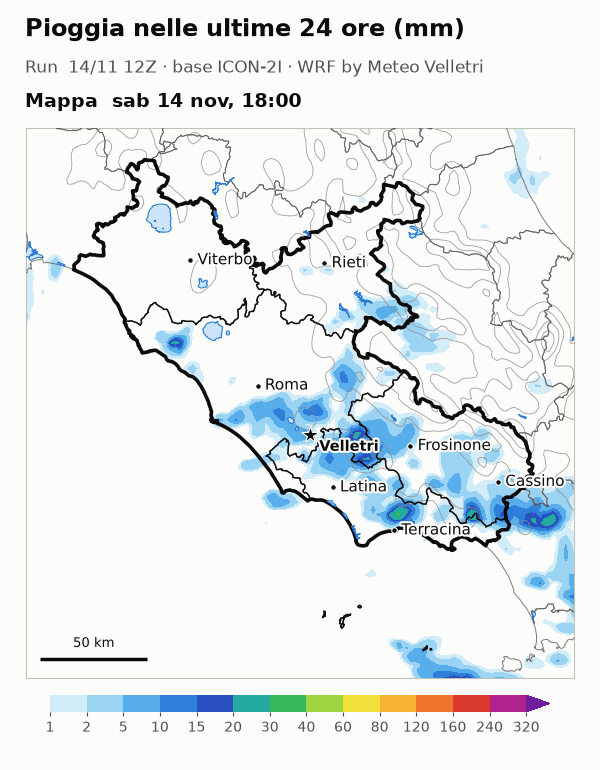 Pioggia nelle ultime 24 ore (mm)
Run  14/11 12Z · base ICON-2I · WRF by Meteo Velletri
Mappa  sab 14 nov, 18:00
Viterbo
Rieti
Roma
Velletri
Frosinone
Cassino
Latina
Terracina
50 km
1 2 5 10 15 20 30 40 60 80 120 160 240 320